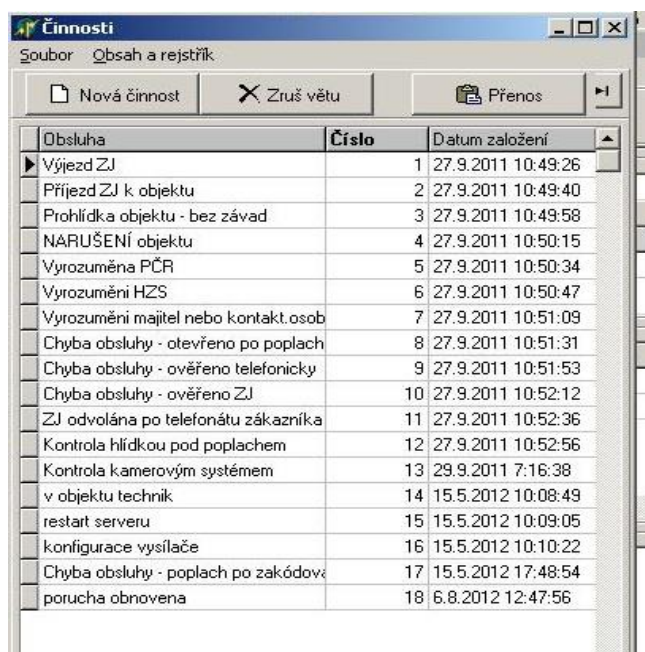 Činnosti
Soubor Obsah a rejstřík
Nová činnost Zruš větu Přenos
Obsluha Číslo Datum založení
Výjezd ZJ 1 27.9.2011 10:49:26
Příjezd ZJ k objektu 2 27.9.2011 10:49:40
Prohlídka objektu - bez závad 3 27.9.2011 10:49:58
NARUŠENÍ objektu 4 27.9.2011 10:50:15
Vyrozuměna PČR 5 27.9.2011 10:50:34
Vyrozuměni HZS 6 27.9.2011 10:50:47
Vyrozuměni majitel nebo kontakt.osob 7 27.9.2011 10:51:09
Chyba obsluhy - otevřeno po poplach 8 27.9.2011 10:51:31
Chyba obsluhy - ověřeno telefonicky 9 27.9.2011 10:51:53
Chyba obsluhy - ověřeno ZJ 10 27.9.2011 10:52:12
ZJ odvolána po telefonátu zákazníka 11 27.9.2011 10:52:36
Kontrola hlídkou pod poplachem 12 27.9.2011 10:52:56
Kontrola kamerovým systémem 13 29.9.2011 7:16:38
v objektu technik 14 15.5.2012 10:08:49
restart serveru 15 15.5.2012 10:09:05
konfigurace vysílače 16 15.5.2012 10:10:22
Chyba obsluhy - poplach po zakódova 17 15.5.2012 17:48:54
porucha obnovena 18 6.8.2012 12:47:56